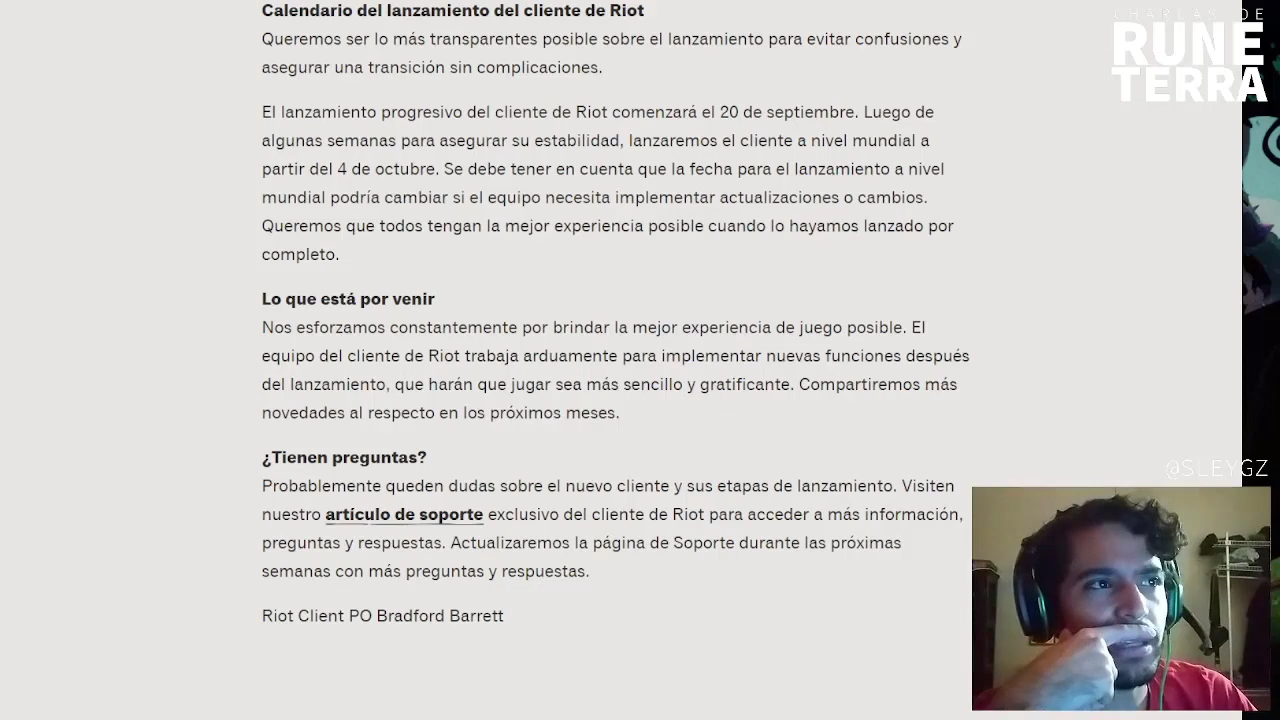 Calendario del lanzamiento del cliente de Riot
Queremos ser lo más transparentes posible sobre el lanzamiento para evitar confusiones y
asegurar una transición sin complicaciones.
El lanzamiento progresivo del cliente de Riot comenzará el 20 de septiembre. Luego de
algunas semanas para asegurar su estabilidad, lanzaremos el cliente a nivel mundial a
partir del 4 de octubre. Se debe tener en cuenta que la fecha para el lanzamiento a nivel
mundial podría cambiar si el equipo necesita implementar actualizaciones o cambios.
Queremos que todos tengan la mejor experiencia posible cuando lo hayamos lanzado por
completo.
Lo que está por venir
Nos esforzamos constantemente por brindar la mejor experiencia de juego posible. El
equipo del cliente de Riot trabaja arduamente para implementar nuevas funciones después
del lanzamiento, que harán que jugar sea más sencillo y gratificante. Compartiremos más
novedades al respecto en los próximos meses.
¿Tienen preguntas?
Probablemente queden dudas sobre el nuevo cliente y sus etapas de lanzamiento. Visiten
nuestro artículo de soporte exclusivo del cliente de Riot para acceder a más información,
preguntas y respuestas. Actualizaremos la página de Soporte durante las próximas
semanas con más preguntas y respuestas.
Riot Client PO Bradford Barrett
CHARLAS DE
RUNE
TERRA
@SLEYGZ